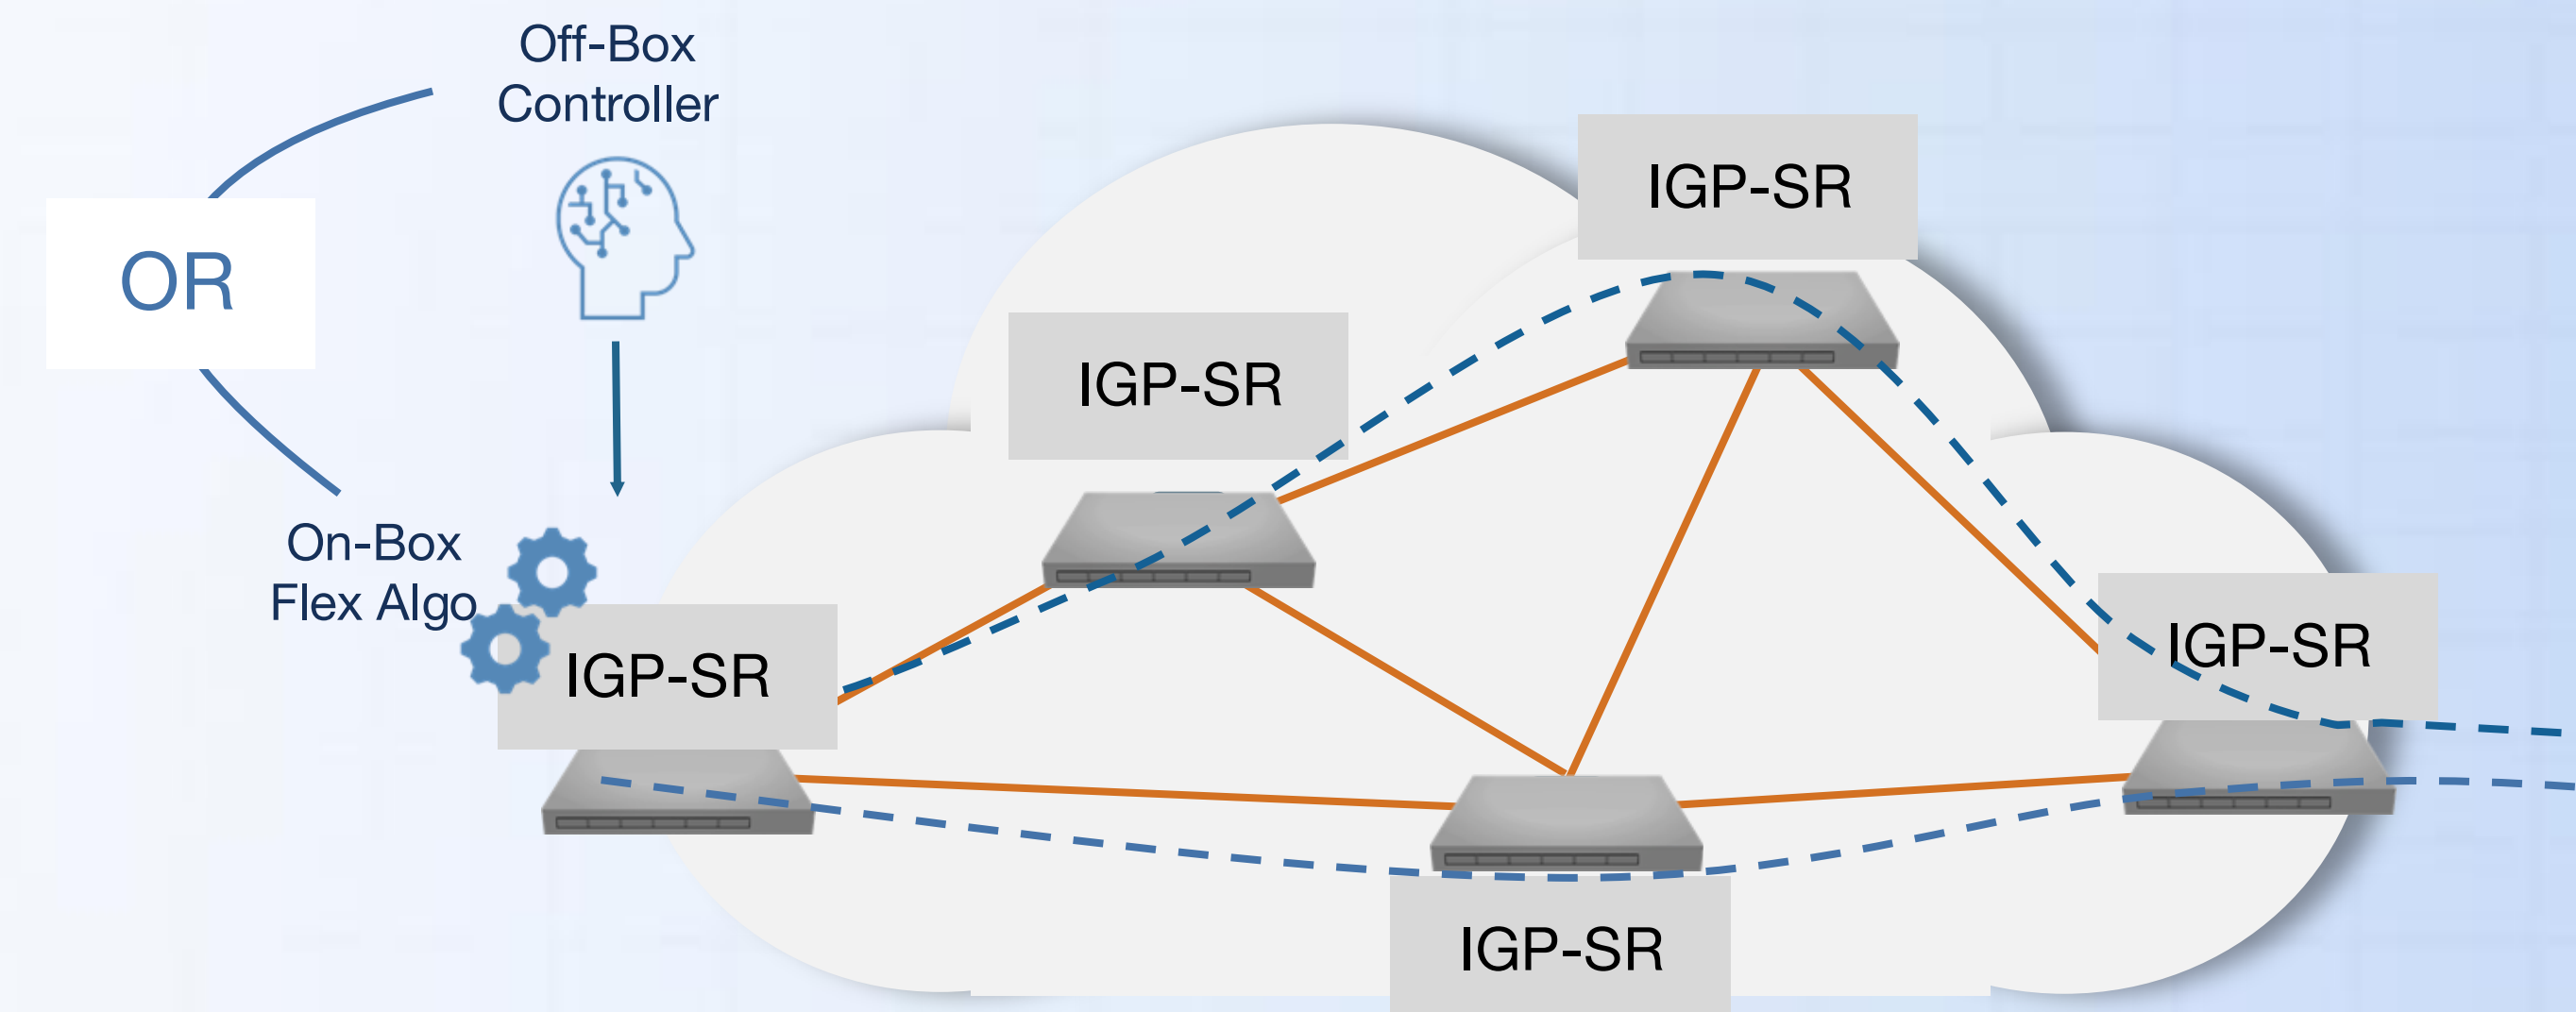 Off-Box
Controller
OR
On-Box
Flex Algo
IGP-SR
IGP-SR
IGP-SR
IGP-SR
IGP-SR